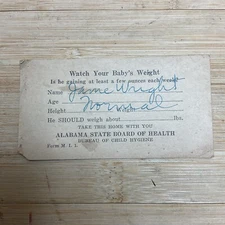 Watch Your Baby's Weight
Is he gaining at least a few ounces each week?
Name Jame Wright
Age
Height Normal
He SHOULD weigh about lbs.
TAKE THIS HOME WITH YOU
ALABAMA STATE BOARD OF HEALTH
BUREAU OF CHILD HYGIENE
Form M. I. 1.